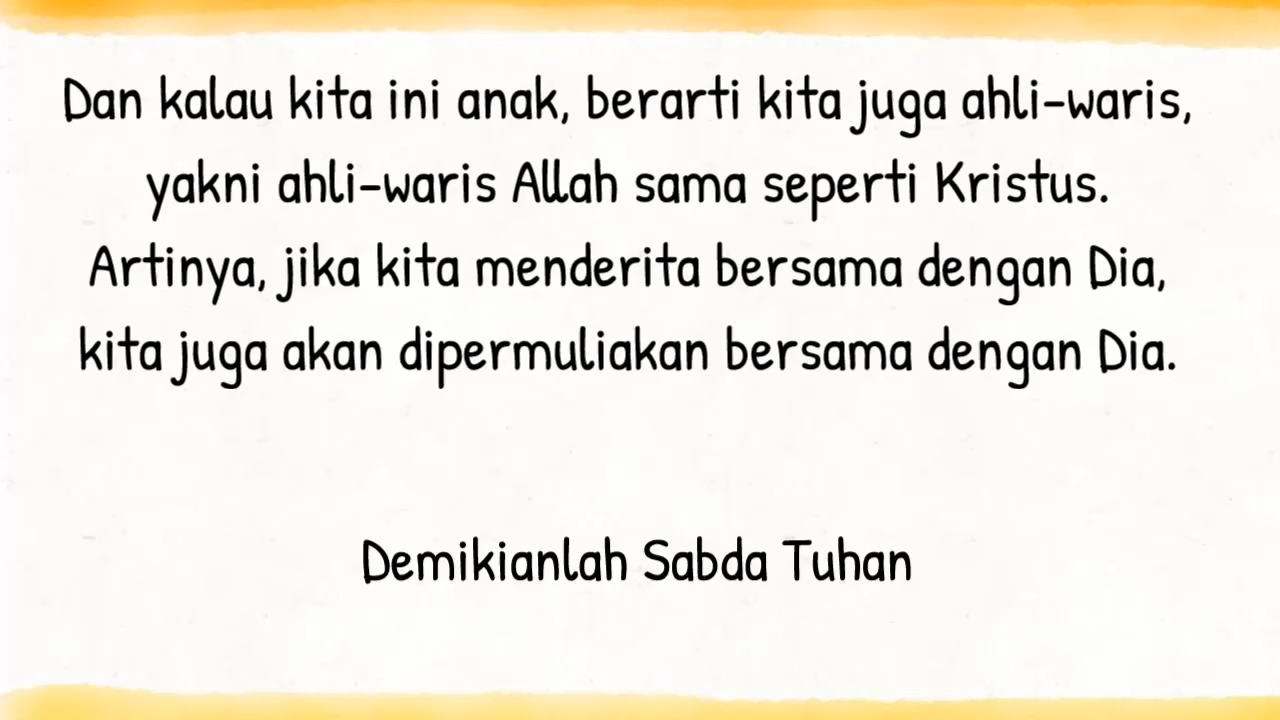 Dan kalau kita ini anak, berarti kita juga ahli-waris,
yakni ahli-waris Allah sama seperti Kristus.
Artinya, jika kita menderita bersama dengan Dia,
kita juga akan dipermuliakan bersama dengan Dia.
Demikianlah Sabda Tuhan